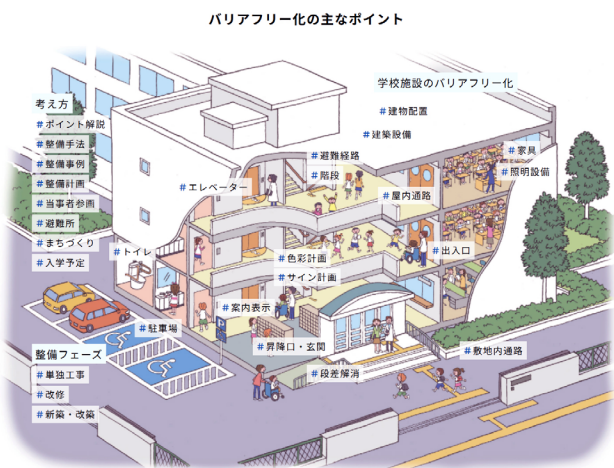 バリアフリー化の主なポイント
学校施設のバリアフリー化
考え方
#ポイント解説
#整備手法
#整備事例
#整備計画
#当事者参画
#避難所
#まちづくり
#入学予定
#建物配置
#建築設備
#避難経路
#階段
#家具
#照明設備
#エレベーター
#屋内通路
#トイレ
#出入口
#色彩計画
#サイン計画
#案内表示
#駐車場
#昇降口・玄関
#敷地内通路
#段差解消
整備フェーズ
#単独工事
#改修
#新築・改築